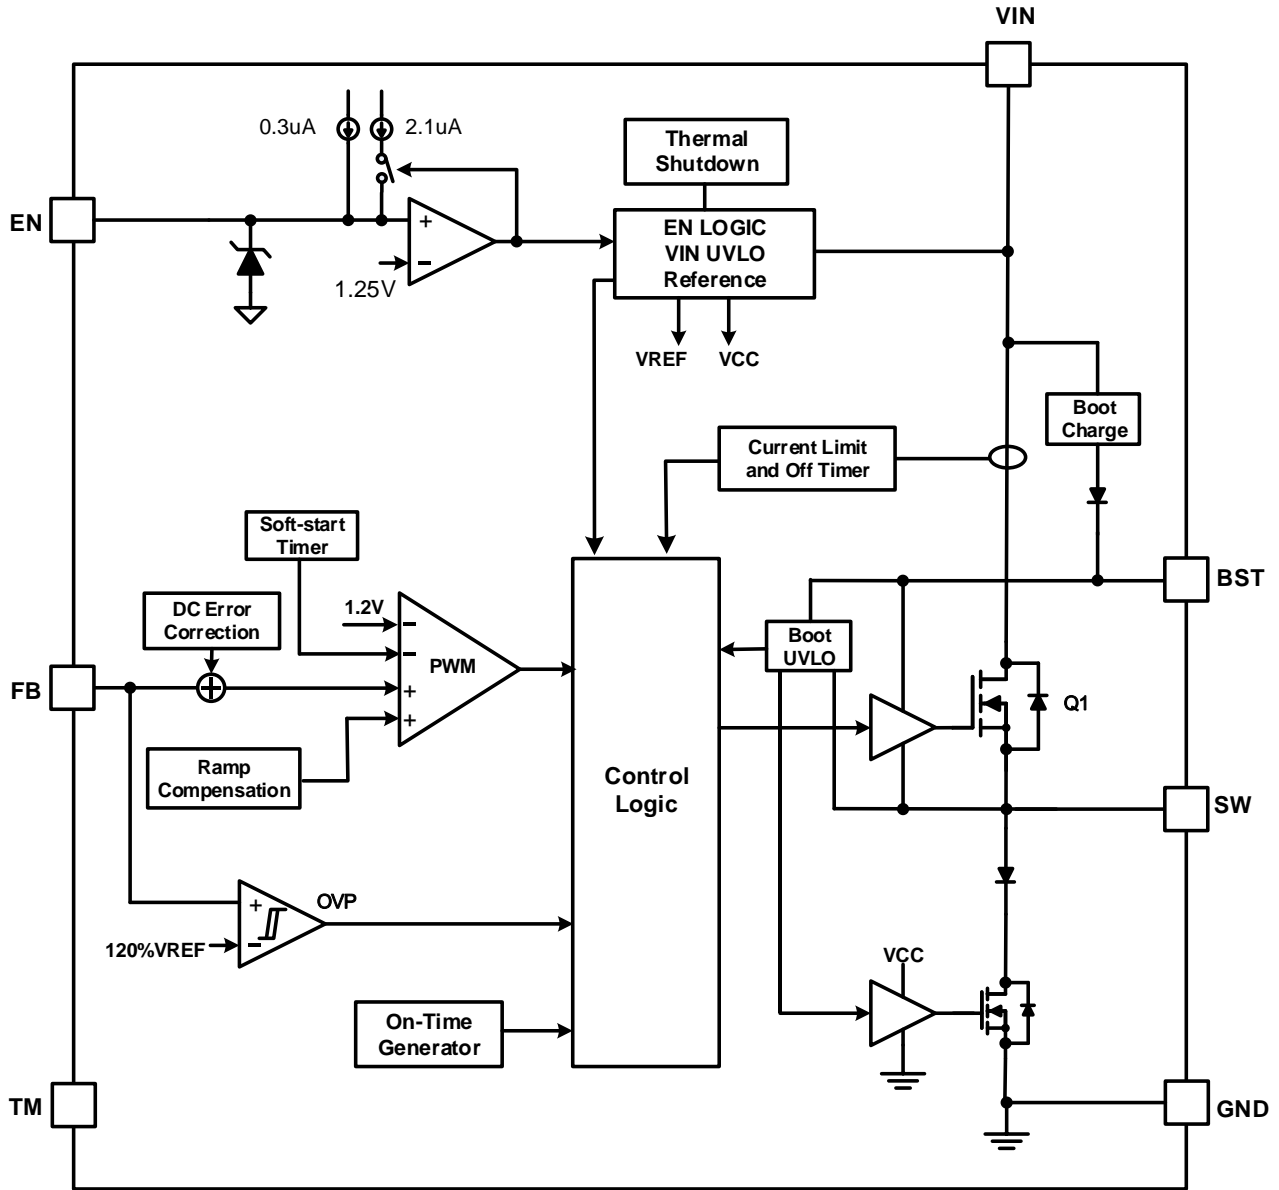 VIN
0.3uA
2.1uA
Thermal
Shutdown
EN
EN LOGIC
VIN UVLO
Reference
+
-
1.25V
VREF
VCC
Boot
Charge
Current Limit
and Off Timer
Soft-start
Timer
BST
DC Error
Correction
1.2V
-
-
Boot
UVLO
PWM
FB
+
+
Q1
Ramp
Compensation
Control
Logic
SW
OVP
+
-
120%VREF
VCC
On-Time
Generator
TM
GND